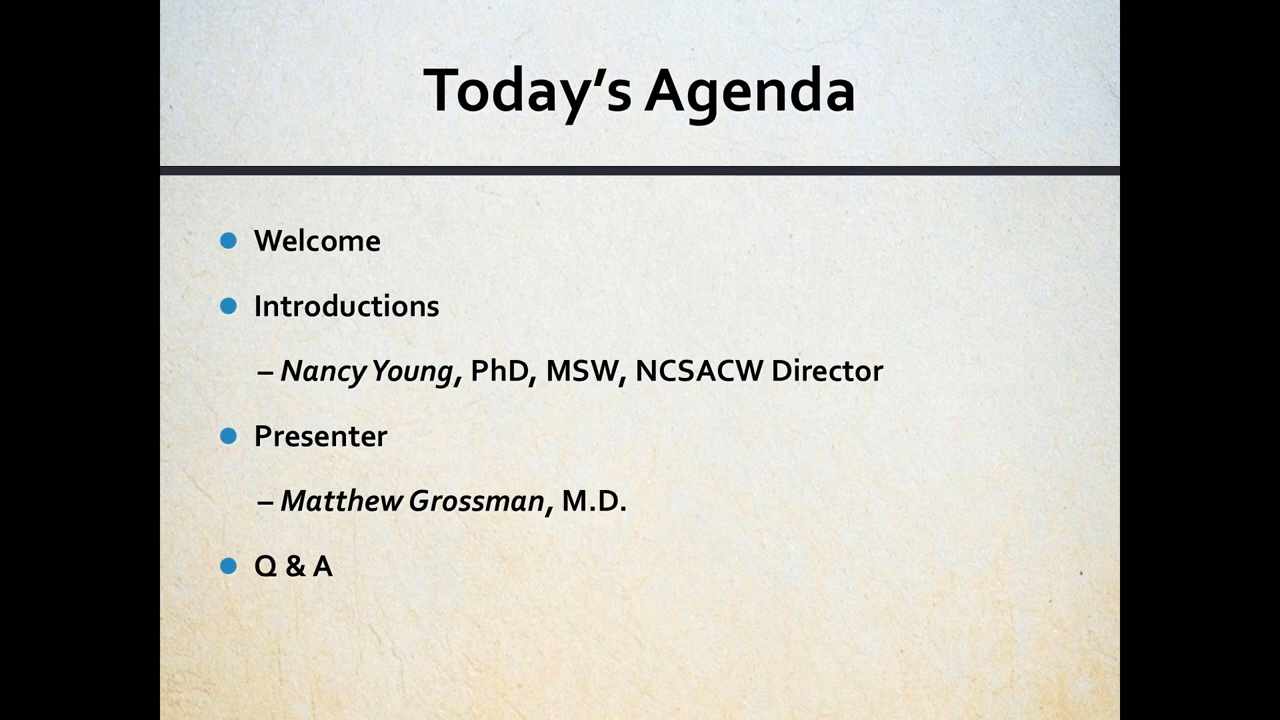 Today’s Agenda
Welcome
Introductions
– Nancy Young, PhD, MSW, NCSACW Director
Presenter
– Matthew Grossman, M.D.
Q & A